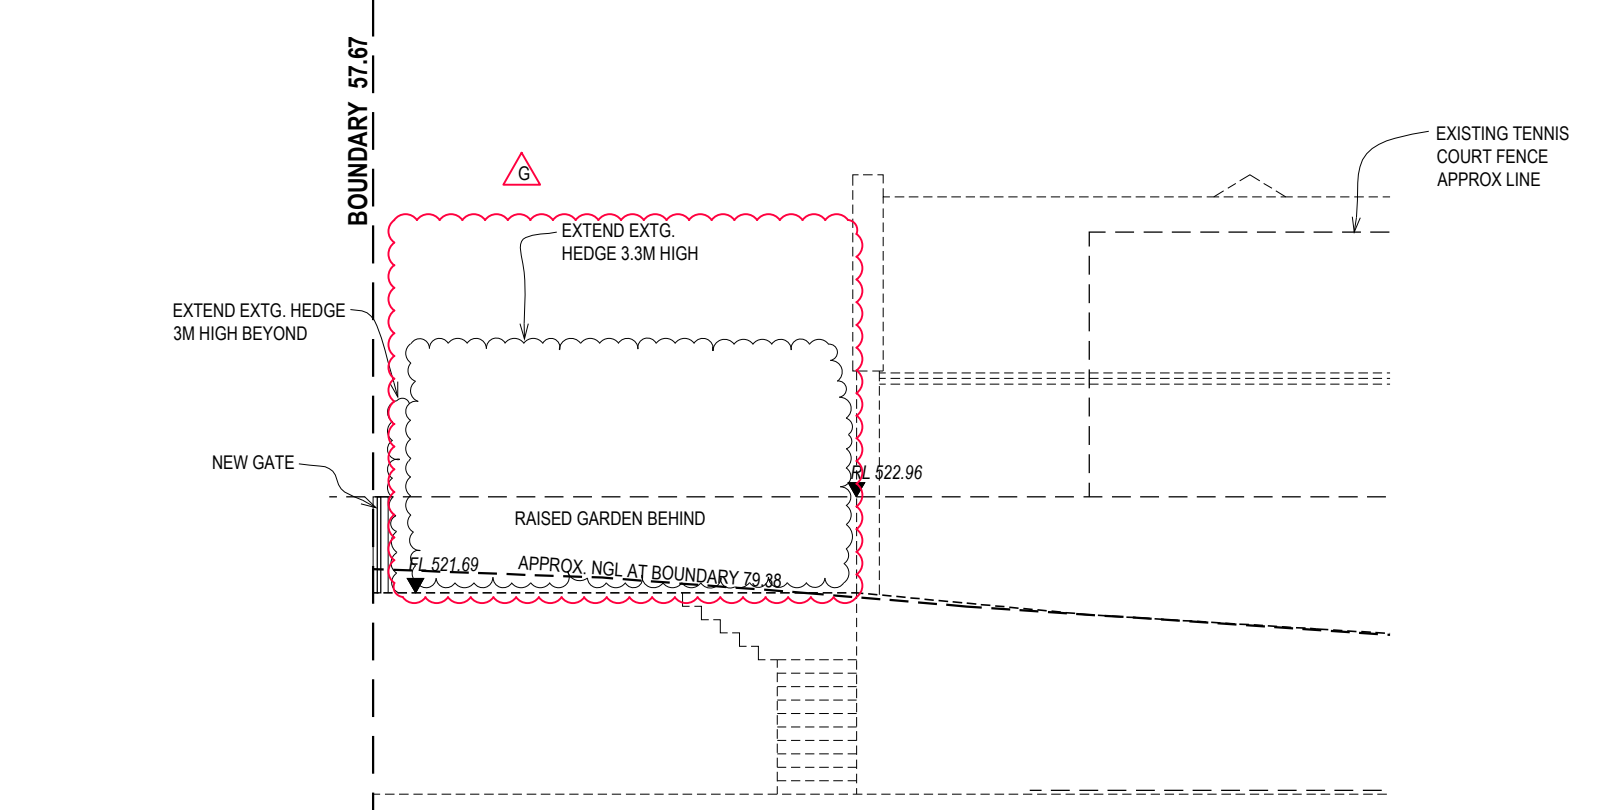 BOUNDARY 57.67
G
EXISTING TENNIS
COURT FENCE
APPROX LINE
EXTEND EXTG.
HEDGE 3.3M HIGH
EXTEND EXTG. HEDGE
3M HIGH BEYOND
NEW GATE
RL 522.96
RAISED GARDEN BEHIND
FL 521.69
APPROX. NGL AT BOUNDARY 79.38